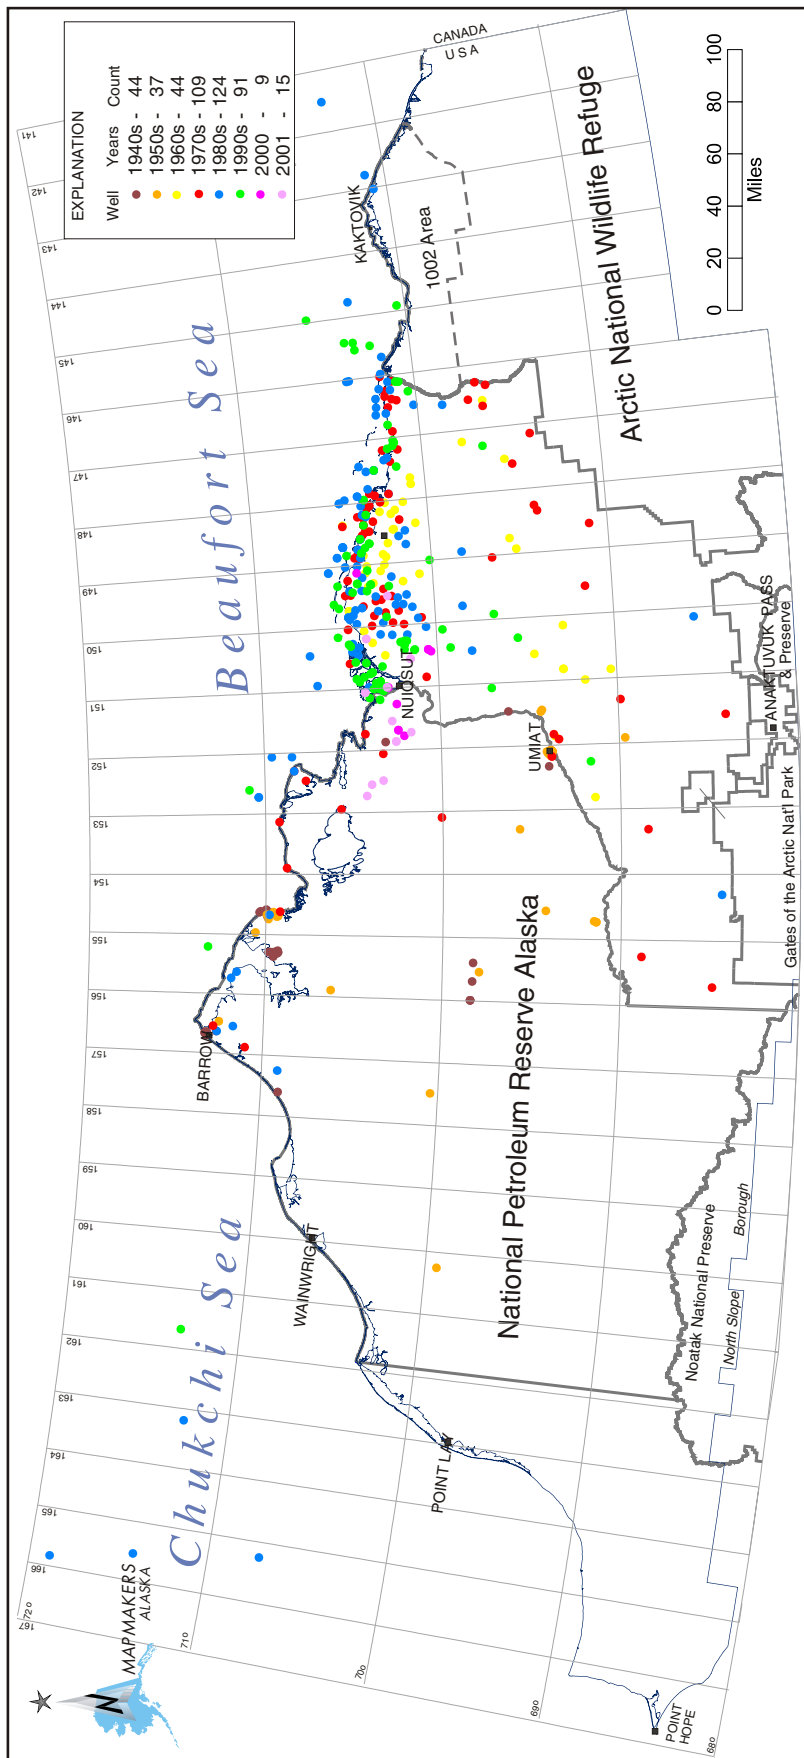 EXPLANATION
Well Years Count
1940s - 44
1950s - 37
1960s - 44
1970s - 109
1980s - 124
1990s - 91
2000 - 9
2001 - 15
Chukchi Sea
Beaufort Sea
MAPMAKERS
ALASKA
N
167
166
165
164
163
162
161
160
159
158
157
156
155
154
153
152
151
150
149
148
147
146
145
144
143
142
141
72º
71º
70º
69º
68º
BARROW
WAINWRIGHT
POINT LAY
POINT
HOPE
NUIQSUT
UMIAT
KAKTOVIK
ANAKTUVUK PASS
CANADA
USA
1002 Area
National Petroleum Reserve Alaska
Arctic National Wildlife Refuge
Noatak National Preserve
North Slope
Borough
Gates of the Arctic Nat'l Park
& Preserve
0 20 40 60 80 100
Miles